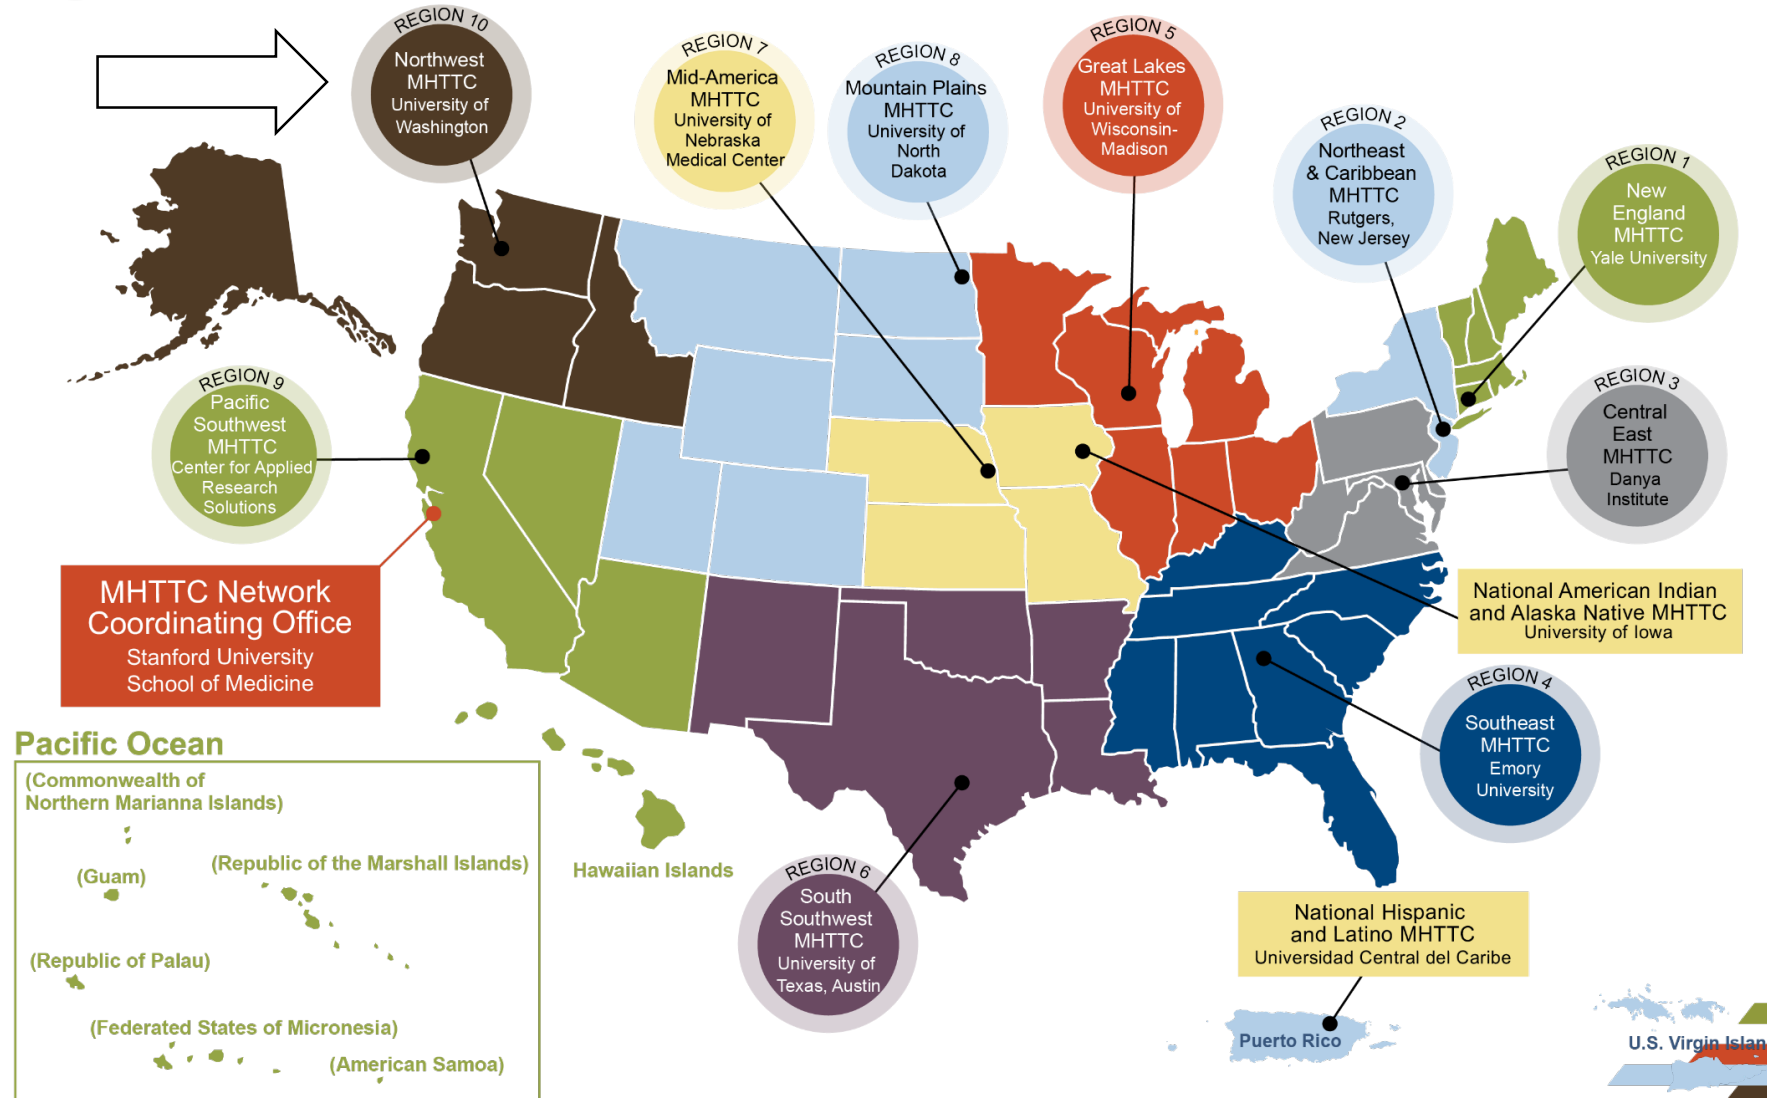 REGION 10
Northwest
MHTTC
University of
Washington
REGION 7
Mid-America
MHTTC
University of
Nebraska
Medical Center
REGION 8
Mountain Plains
MHTTC
University of
North
Dakota
REGION 5
Great Lakes
MHTTC
University of
Wisconsin-
Madison
REGION 2
Northeast
& Caribbean
MHTTC
Rutgers,
New Jersey
REGION 1
New
England
MHTTC
Yale University
REGION 9
Pacific
Southwest
MHTTC
Center for Applied
Research
Solutions
REGION 3
Central
East
MHTTC
Danya
Institute
MHTTC Network
Coordinating Office
Stanford University
School of Medicine
National American Indian
and Alaska Native MHTTC
University of Iowa
REGION 4
Southeast
MHTTC
Emory
University
Pacific Ocean
(Commonwealth of
Northern Marianna Islands)
(Guam)
(Republic of the Marshall Islands)
(Republic of Palau)
(Federated States of Micronesia)
(American Samoa)
Hawaiian Islands
REGION 6
South
Southwest
MHTTC
University of
Texas, Austin
National Hispanic
and Latino MHTTC
Universidad Central del Caribe
Puerto Rico
U.S. Virgin Islan